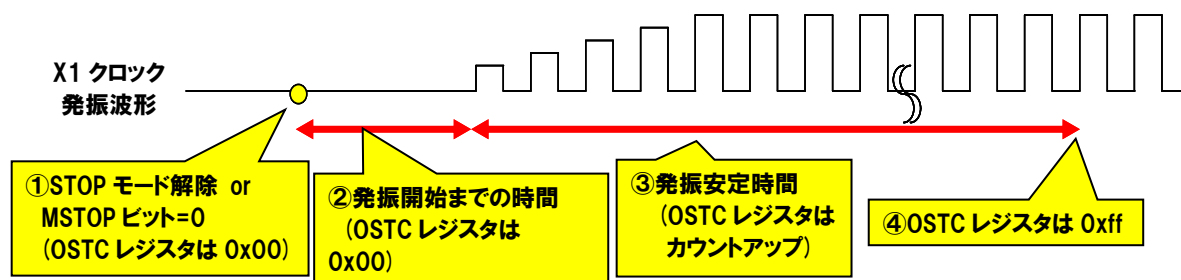 X1 クロック
発振波形
①STOP モード解除 or
MSTOP ビット=0
(OSTC レジスタは 0x00)
②発振開始までの時間
(OSTC レジスタは
0x00)
③発振安定時間
(OSTC レジスタは
カウントアップ)
④OSTC レジスタは 0xff